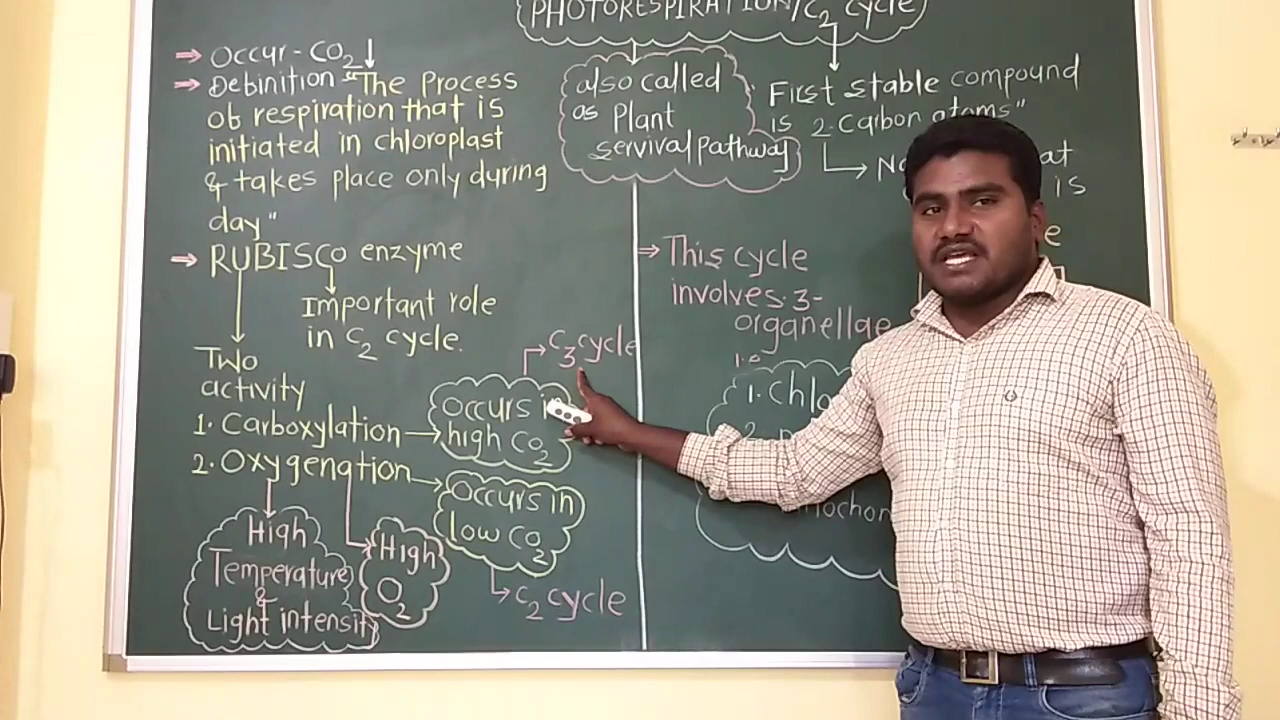 PHOTORESPIRATION/C2 cycle
⇒ Occur - CO2 ↓
⇒ Definition "The Process
of respiration that is
initiated in chloroplast
& takes place only during
day"
⇒ RUBISCO enzyme
Important role
in C2 cycle.
Two
activity
1. Carboxylation →
2. Oxygenation →
Occurs in
high CO2
C3 cycle
Occurs in
low CO2
C2 cycle
High
Temperature
&
Light intensity
High
O2
also called
as Plant
servival pathway
First stable compound
is 2-Carbon atoms"
at
is
e
⇒ This cycle
involves 3-
organellae
1. Chlo
2.